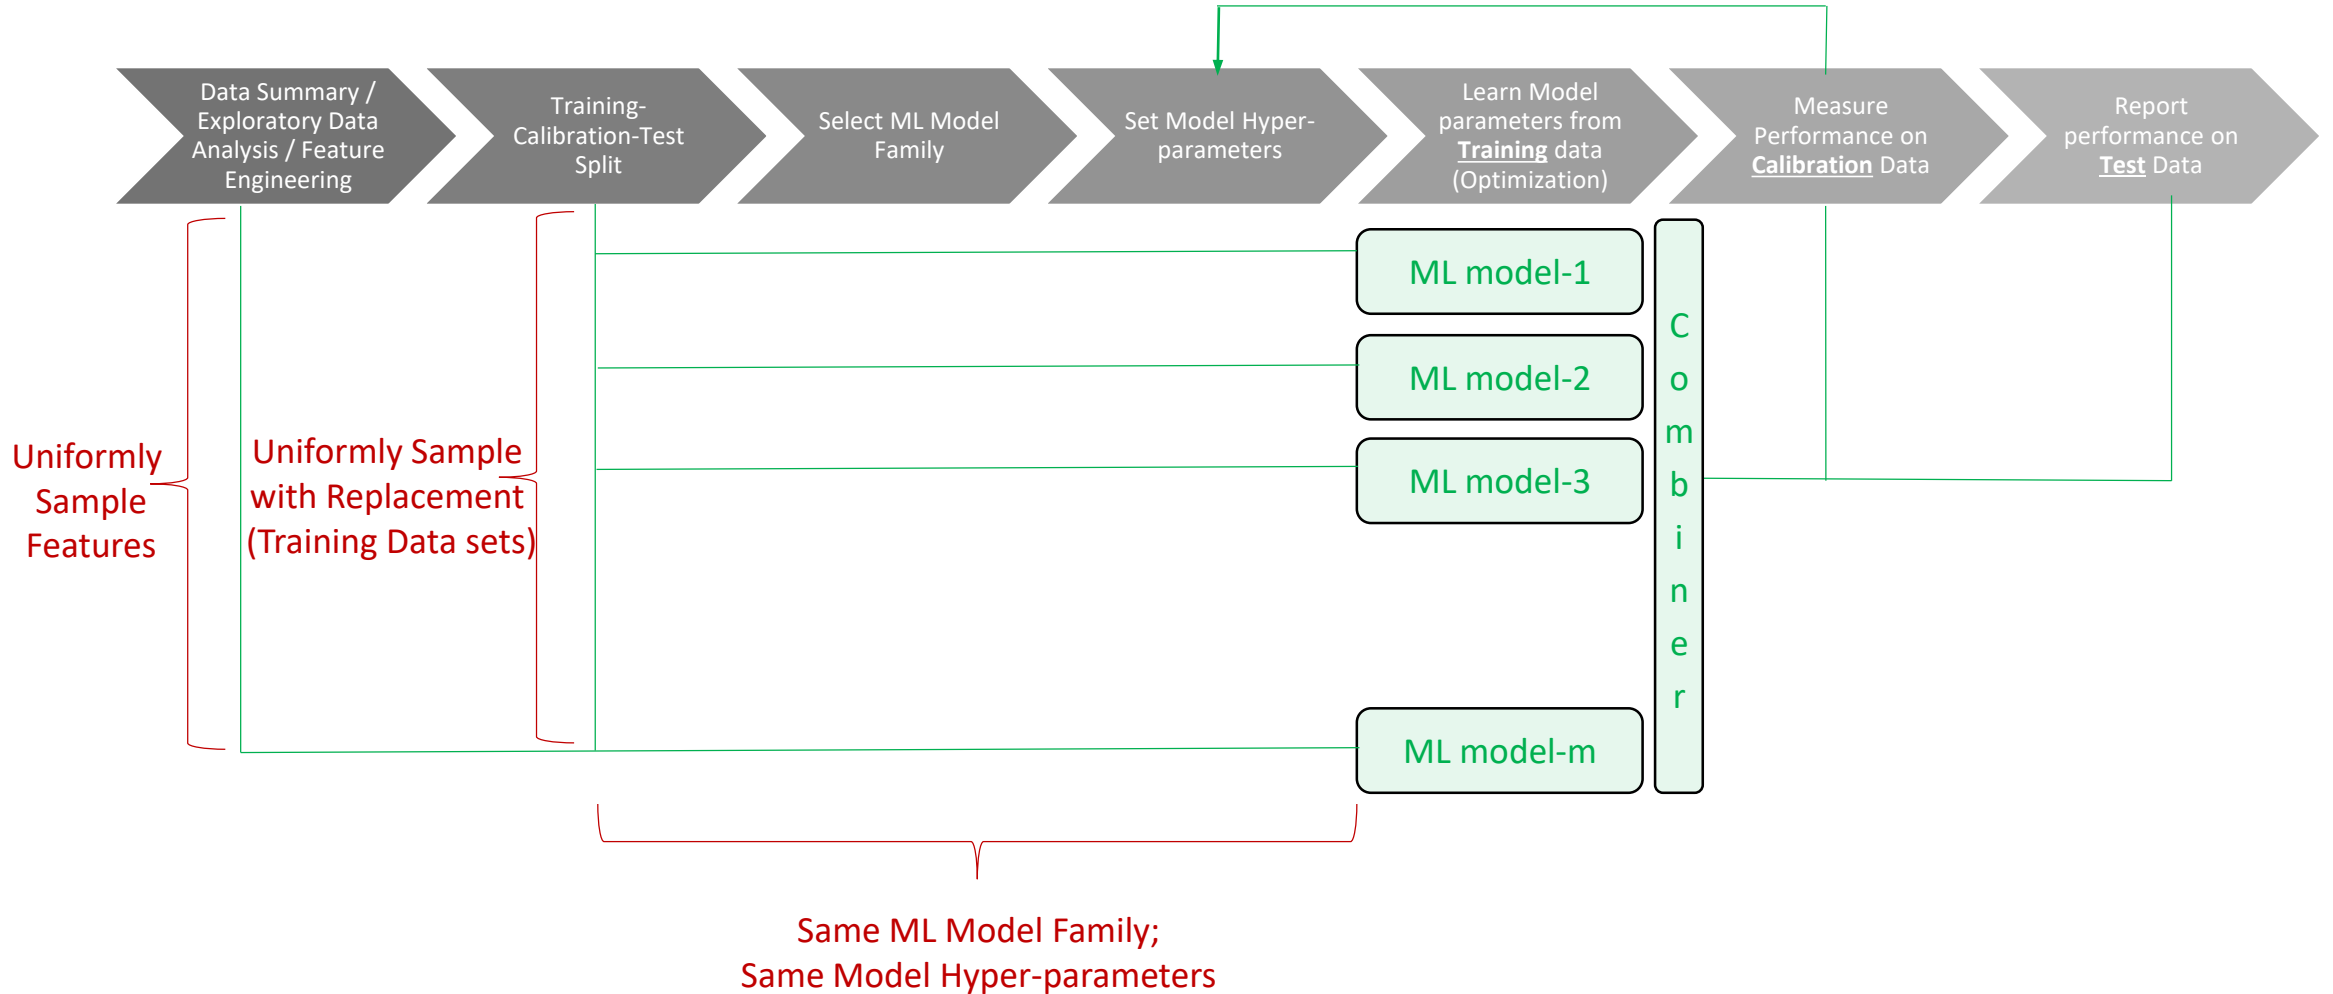 Data Summary /
Exploratory Data
Analysis / Feature
Engineering
Training-
Calibration-Test
Split
Select ML Model
Family
Set Model Hyper-
parameters
Learn Model
parameters from
Training data
(Optimization)
Measure
Performance on
Calibration Data
Report
performance on
Test Data
Uniformly
Sample
Features
Uniformly Sample
with Replacement
(Training Data sets)
ML model-1
ML model-2
ML model-3
ML model-m
C
o
m
b
i
n
e
r
Same ML Model Family;
Same Model Hyper-parameters